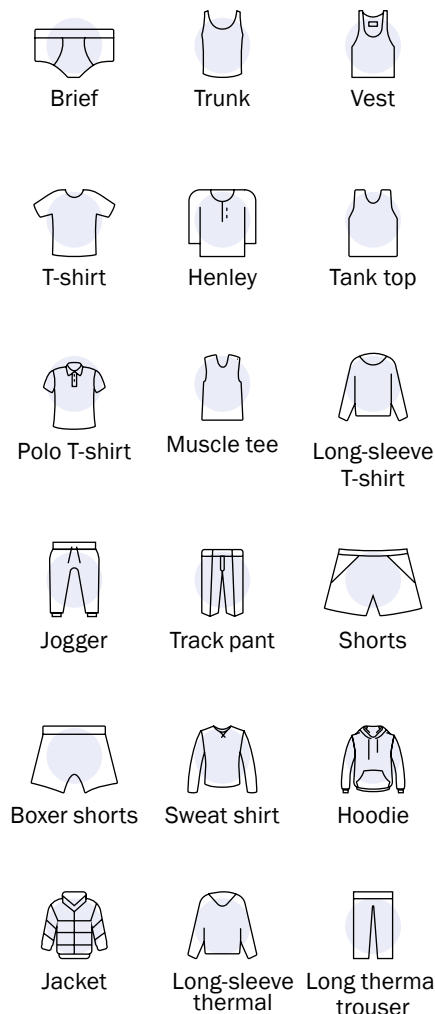 Brief
Trunk
Vest
T-shirt
Henley
Tank top
Polo T-shirt
Muscle tee
Long-sleeve
T-shirt
Jogger
Track pant
Shorts
Boxer shorts
Sweat shirt
Hoodie
Jacket
Long-sleeve
thermal
Long therma
trouser